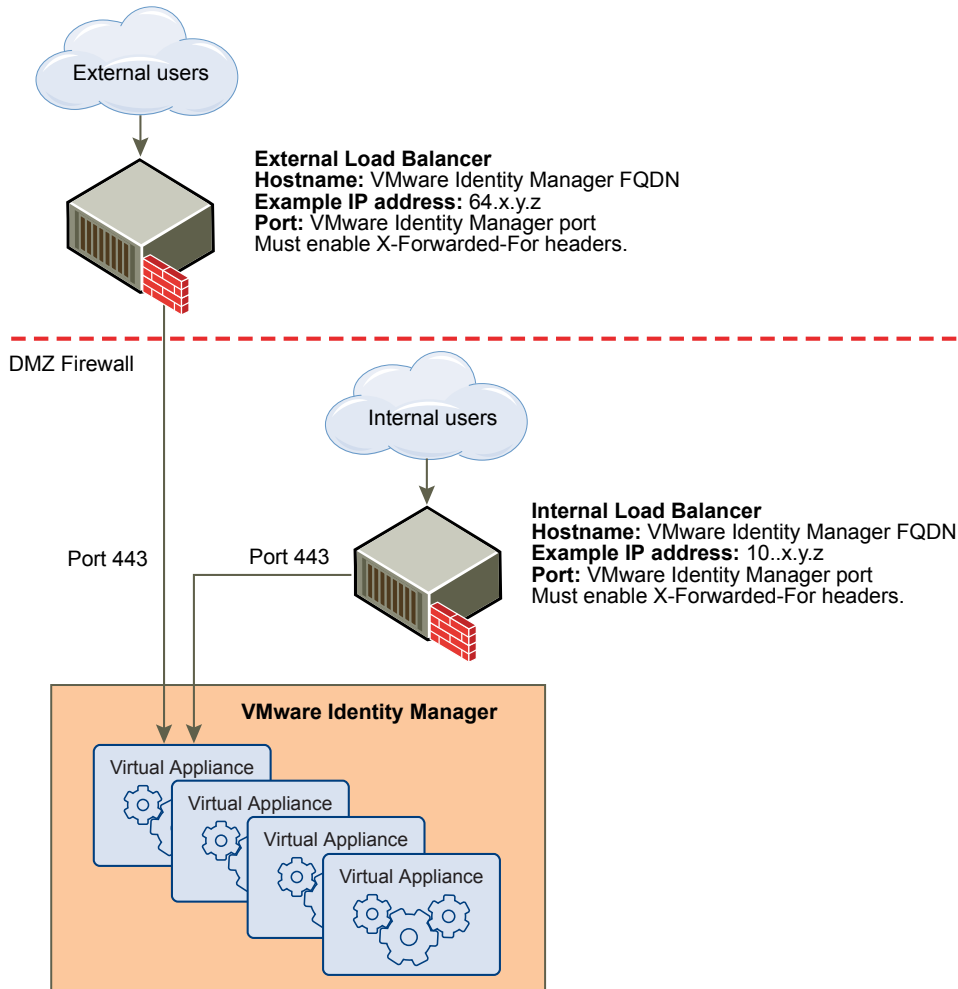 External users
External Load Balancer
Hostname: VMware Identity Manager FQDN
Example IP address: 64.x.y.z
Port: VMware Identity Manager port
Must enable X-Forwarded-For headers.
DMZ Firewall
Internal users
Internal Load Balancer
Hostname: VMware Identity Manager FQDN
Example IP address: 10..x.y.z
Port: VMware Identity Manager port
Must enable X-Forwarded-For headers.
Port 443
Port 443
VMware Identity Manager
Virtual Appliance
Virtual Appliance
Virtual Appliance
Virtual Appliance